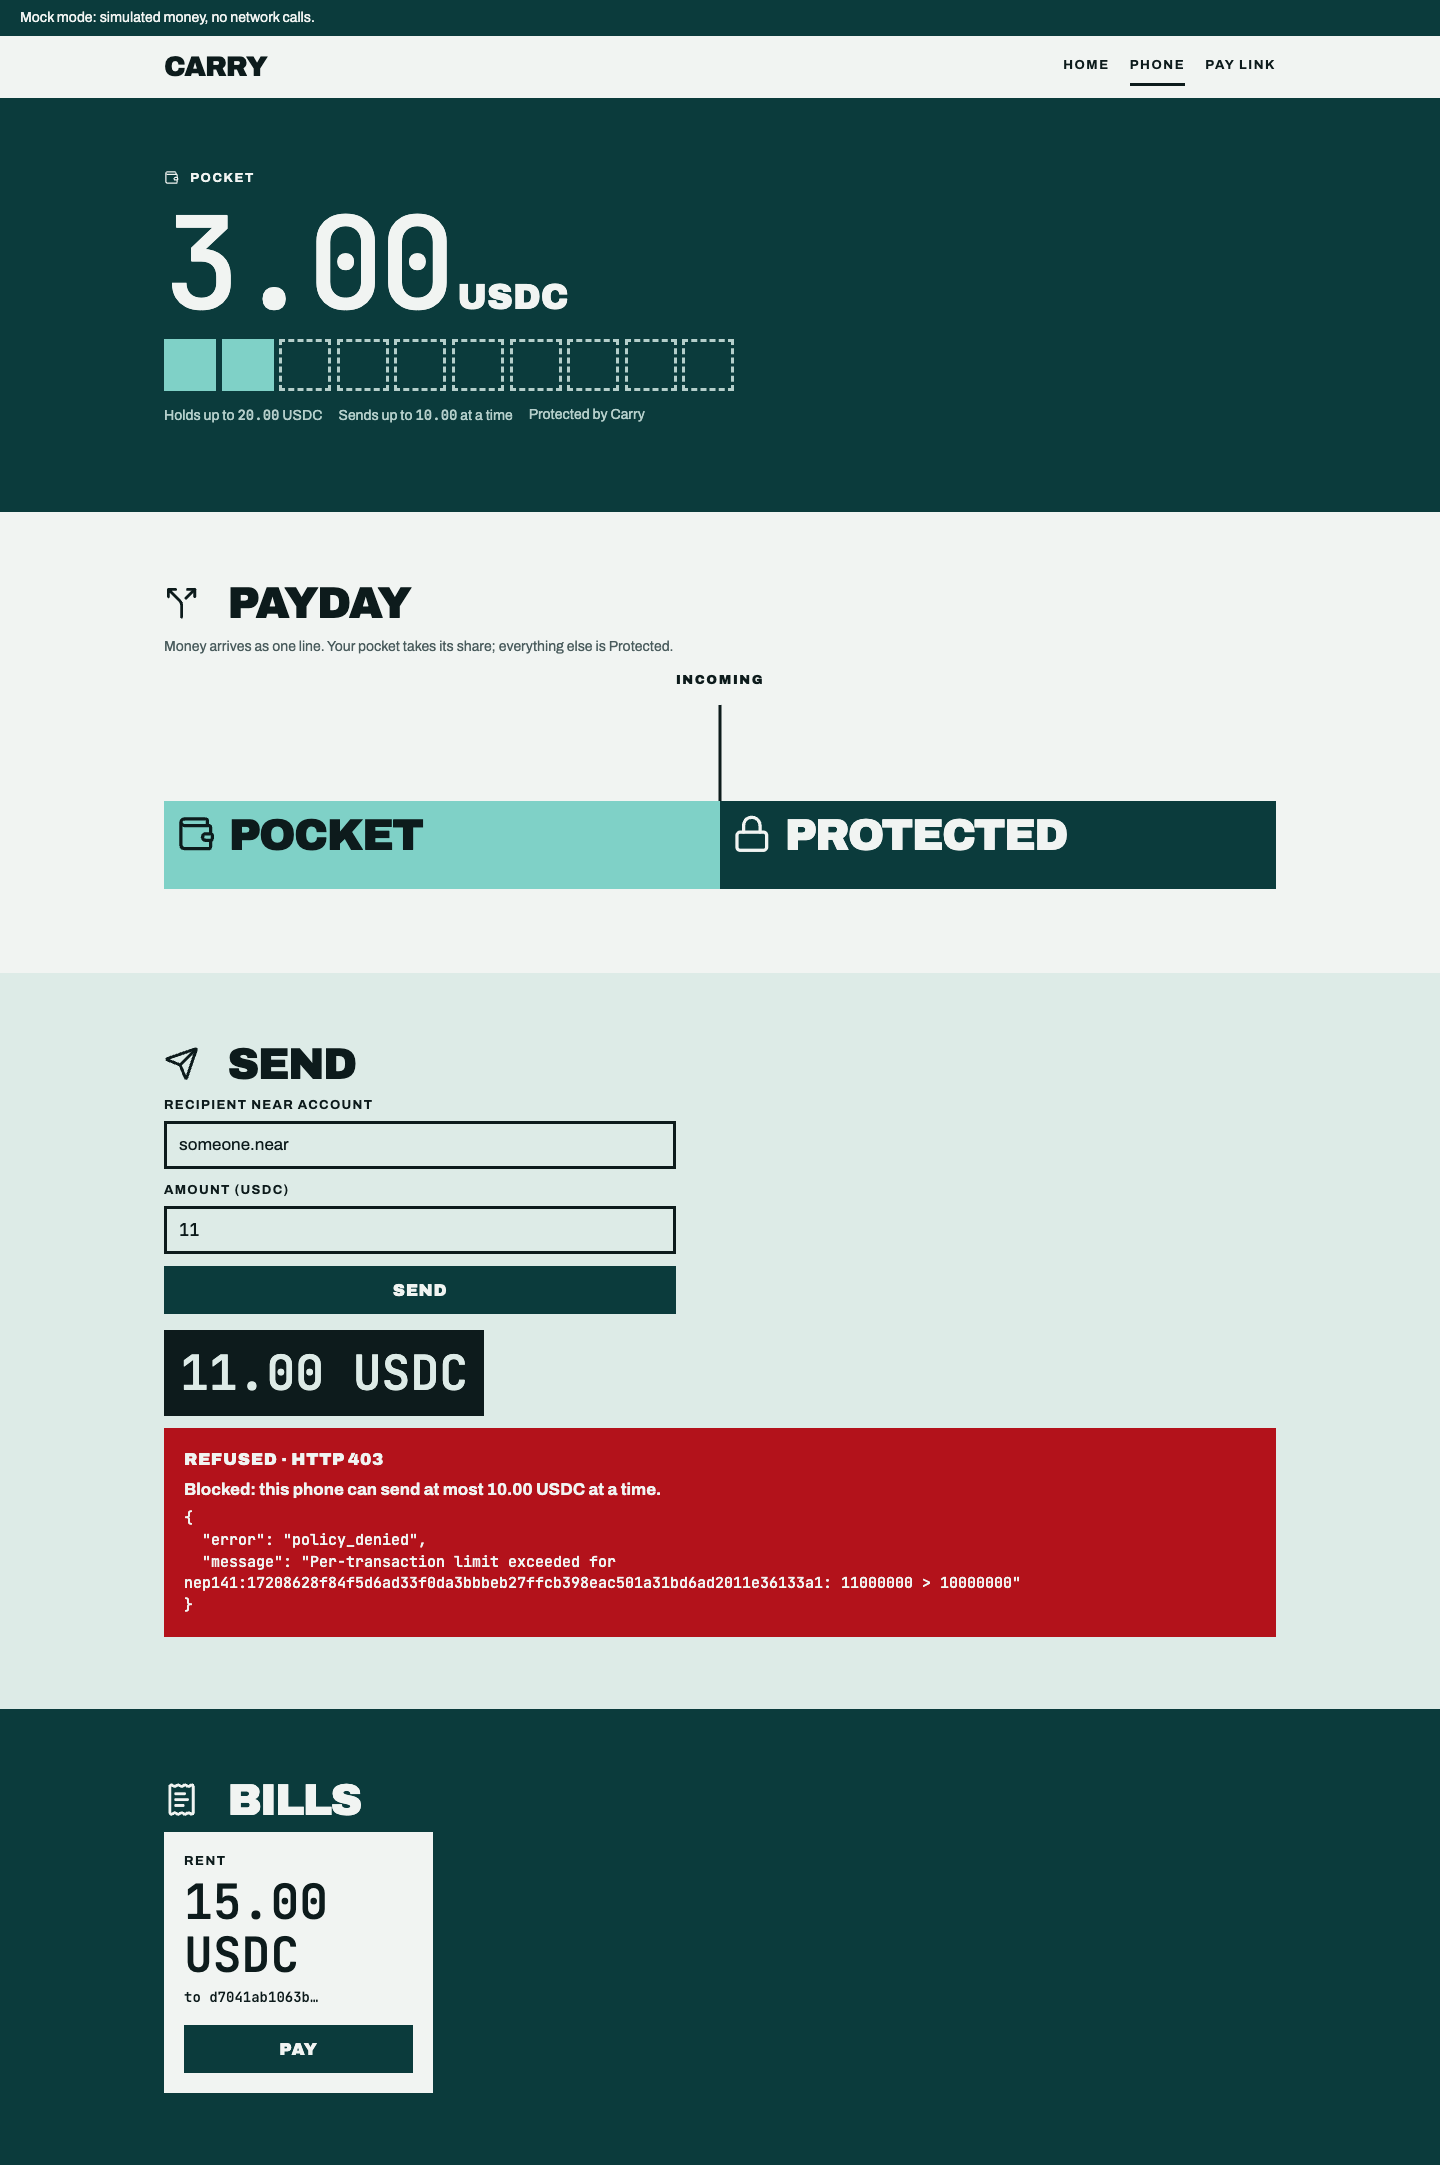 Mock mode: simulated money, no network calls.
CARRY
HOME PHONE PAY LINK
POCKET
3.00 USDC
Holds up to 20.00 USDC Sends up to 10.00 at a time Protected by Carry
PAYDAY
Money arrives as one line. Your pocket takes its share; everything else is Protected.
INCOMING
POCKET PROTECTED
SEND
RECIPIENT NEAR ACCOUNT
someone.near
AMOUNT (USDC)
11
SEND
11.00 USDC
REFUSED · HTTP 403
Blocked: this phone can send at most 10.00 USDC at a time.
{
"error": "policy_denied",
"message": "Per-transaction limit exceeded for
nep141:17208628f84f5d6ad33f0da3bbbeb27ffcb398eac501a31bd6ad2011e36133a1: 11000000 > 10000000"
}
BILLS
RENT
15.00
USDC
to d7041ab1063b…
PAY